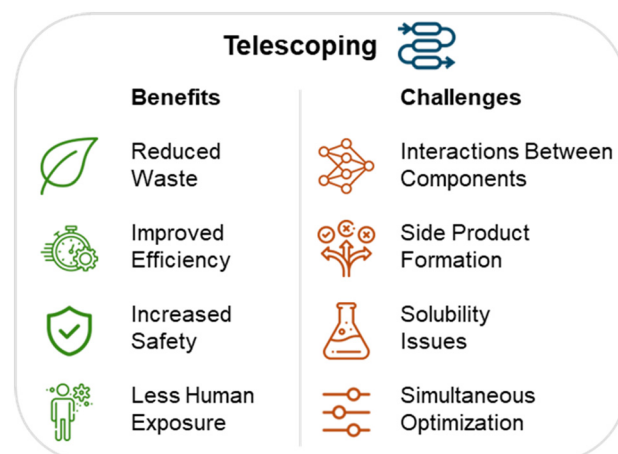 Telescoping
Benefits
Reduced
Waste
Improved
Efficiency
Increased
Safety
Less Human
Exposure
Challenges
Interactions Between
Components
Side Product
Formation
Solubility
Issues
Simultaneous
Optimization